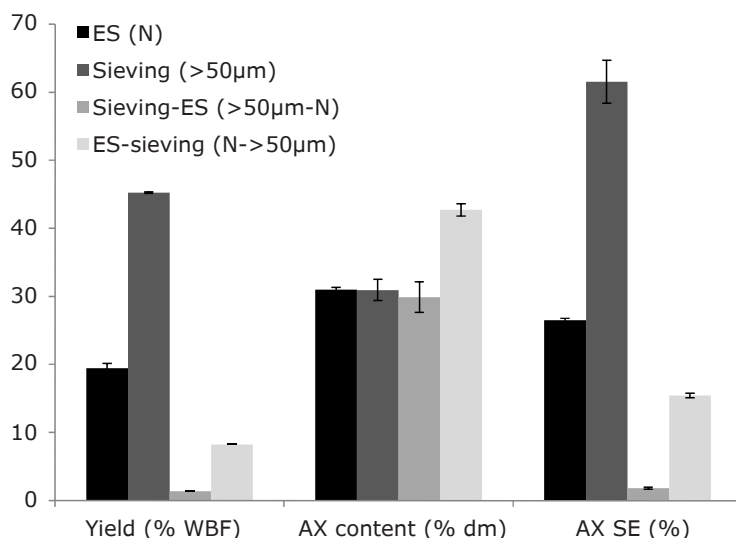 70
60
50
40
30
20
10
0
ES (N)
Sieving (>50µm)
Sieving-ES (>50µm-N)
ES-sieving (N->50µm)
Yield (% WBF)
AX content (% dm)
AX SE (%)